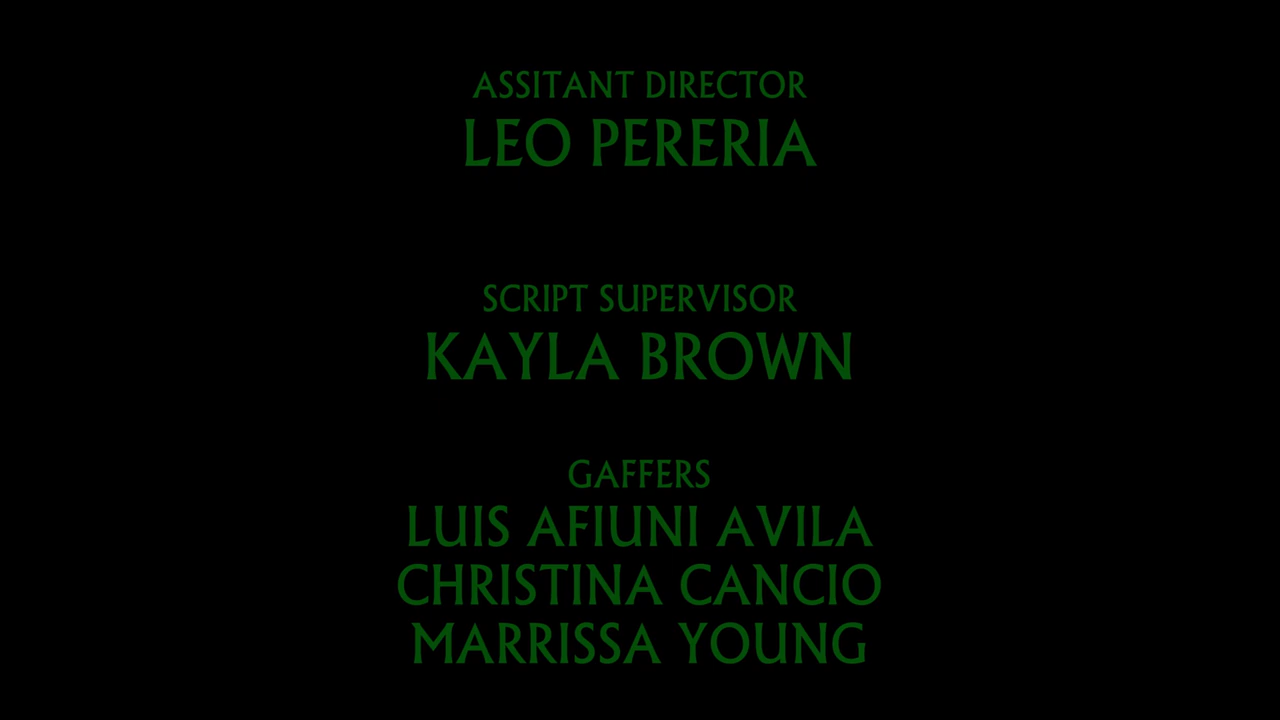 ASSITANT DIRECTOR
LEO PERERIA
SCRIPT SUPERVISOR
KAYLA BROWN
GAFFERS
LUIS AFIUNI AVILA
CHRISTINA CANCIO
MARRISSA YOUNG